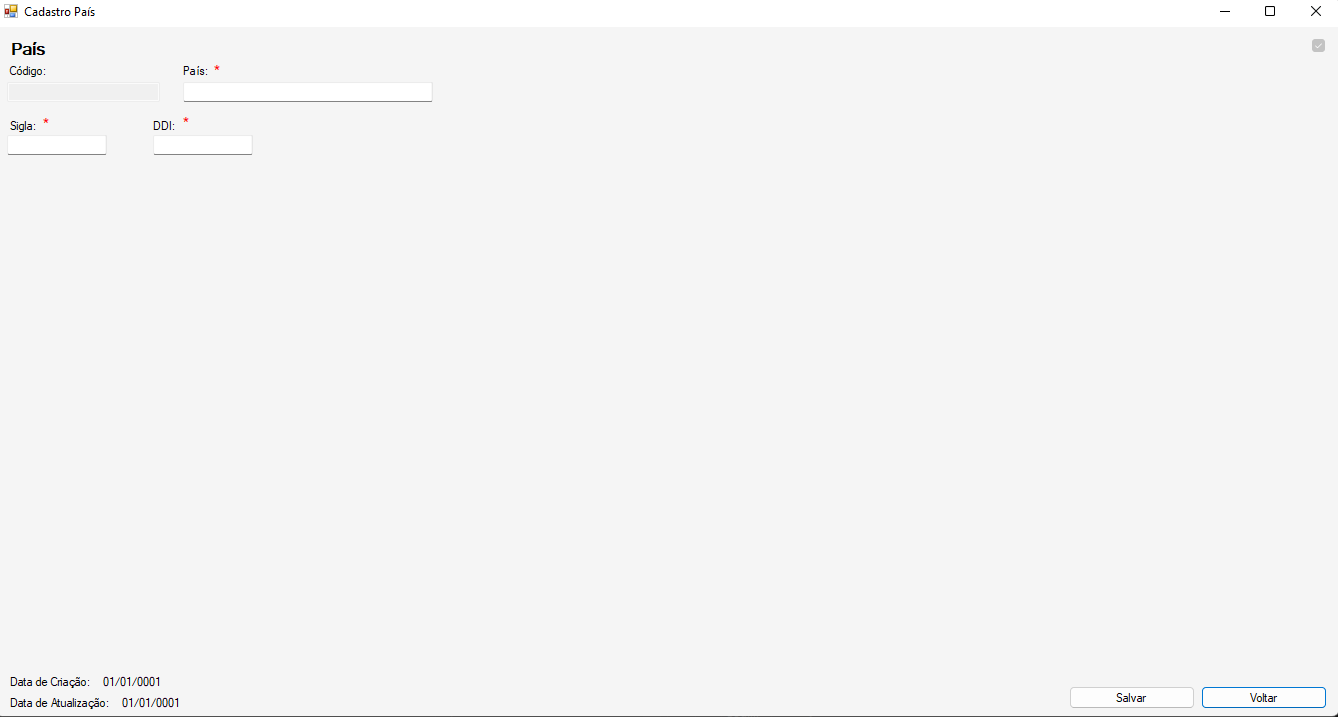 Cadastro País
País
Código: País: *
Sigla: * DDI: *
Data de Criação: 01/01/0001
Data de Atualização: 01/01/0001
Salvar Voltar